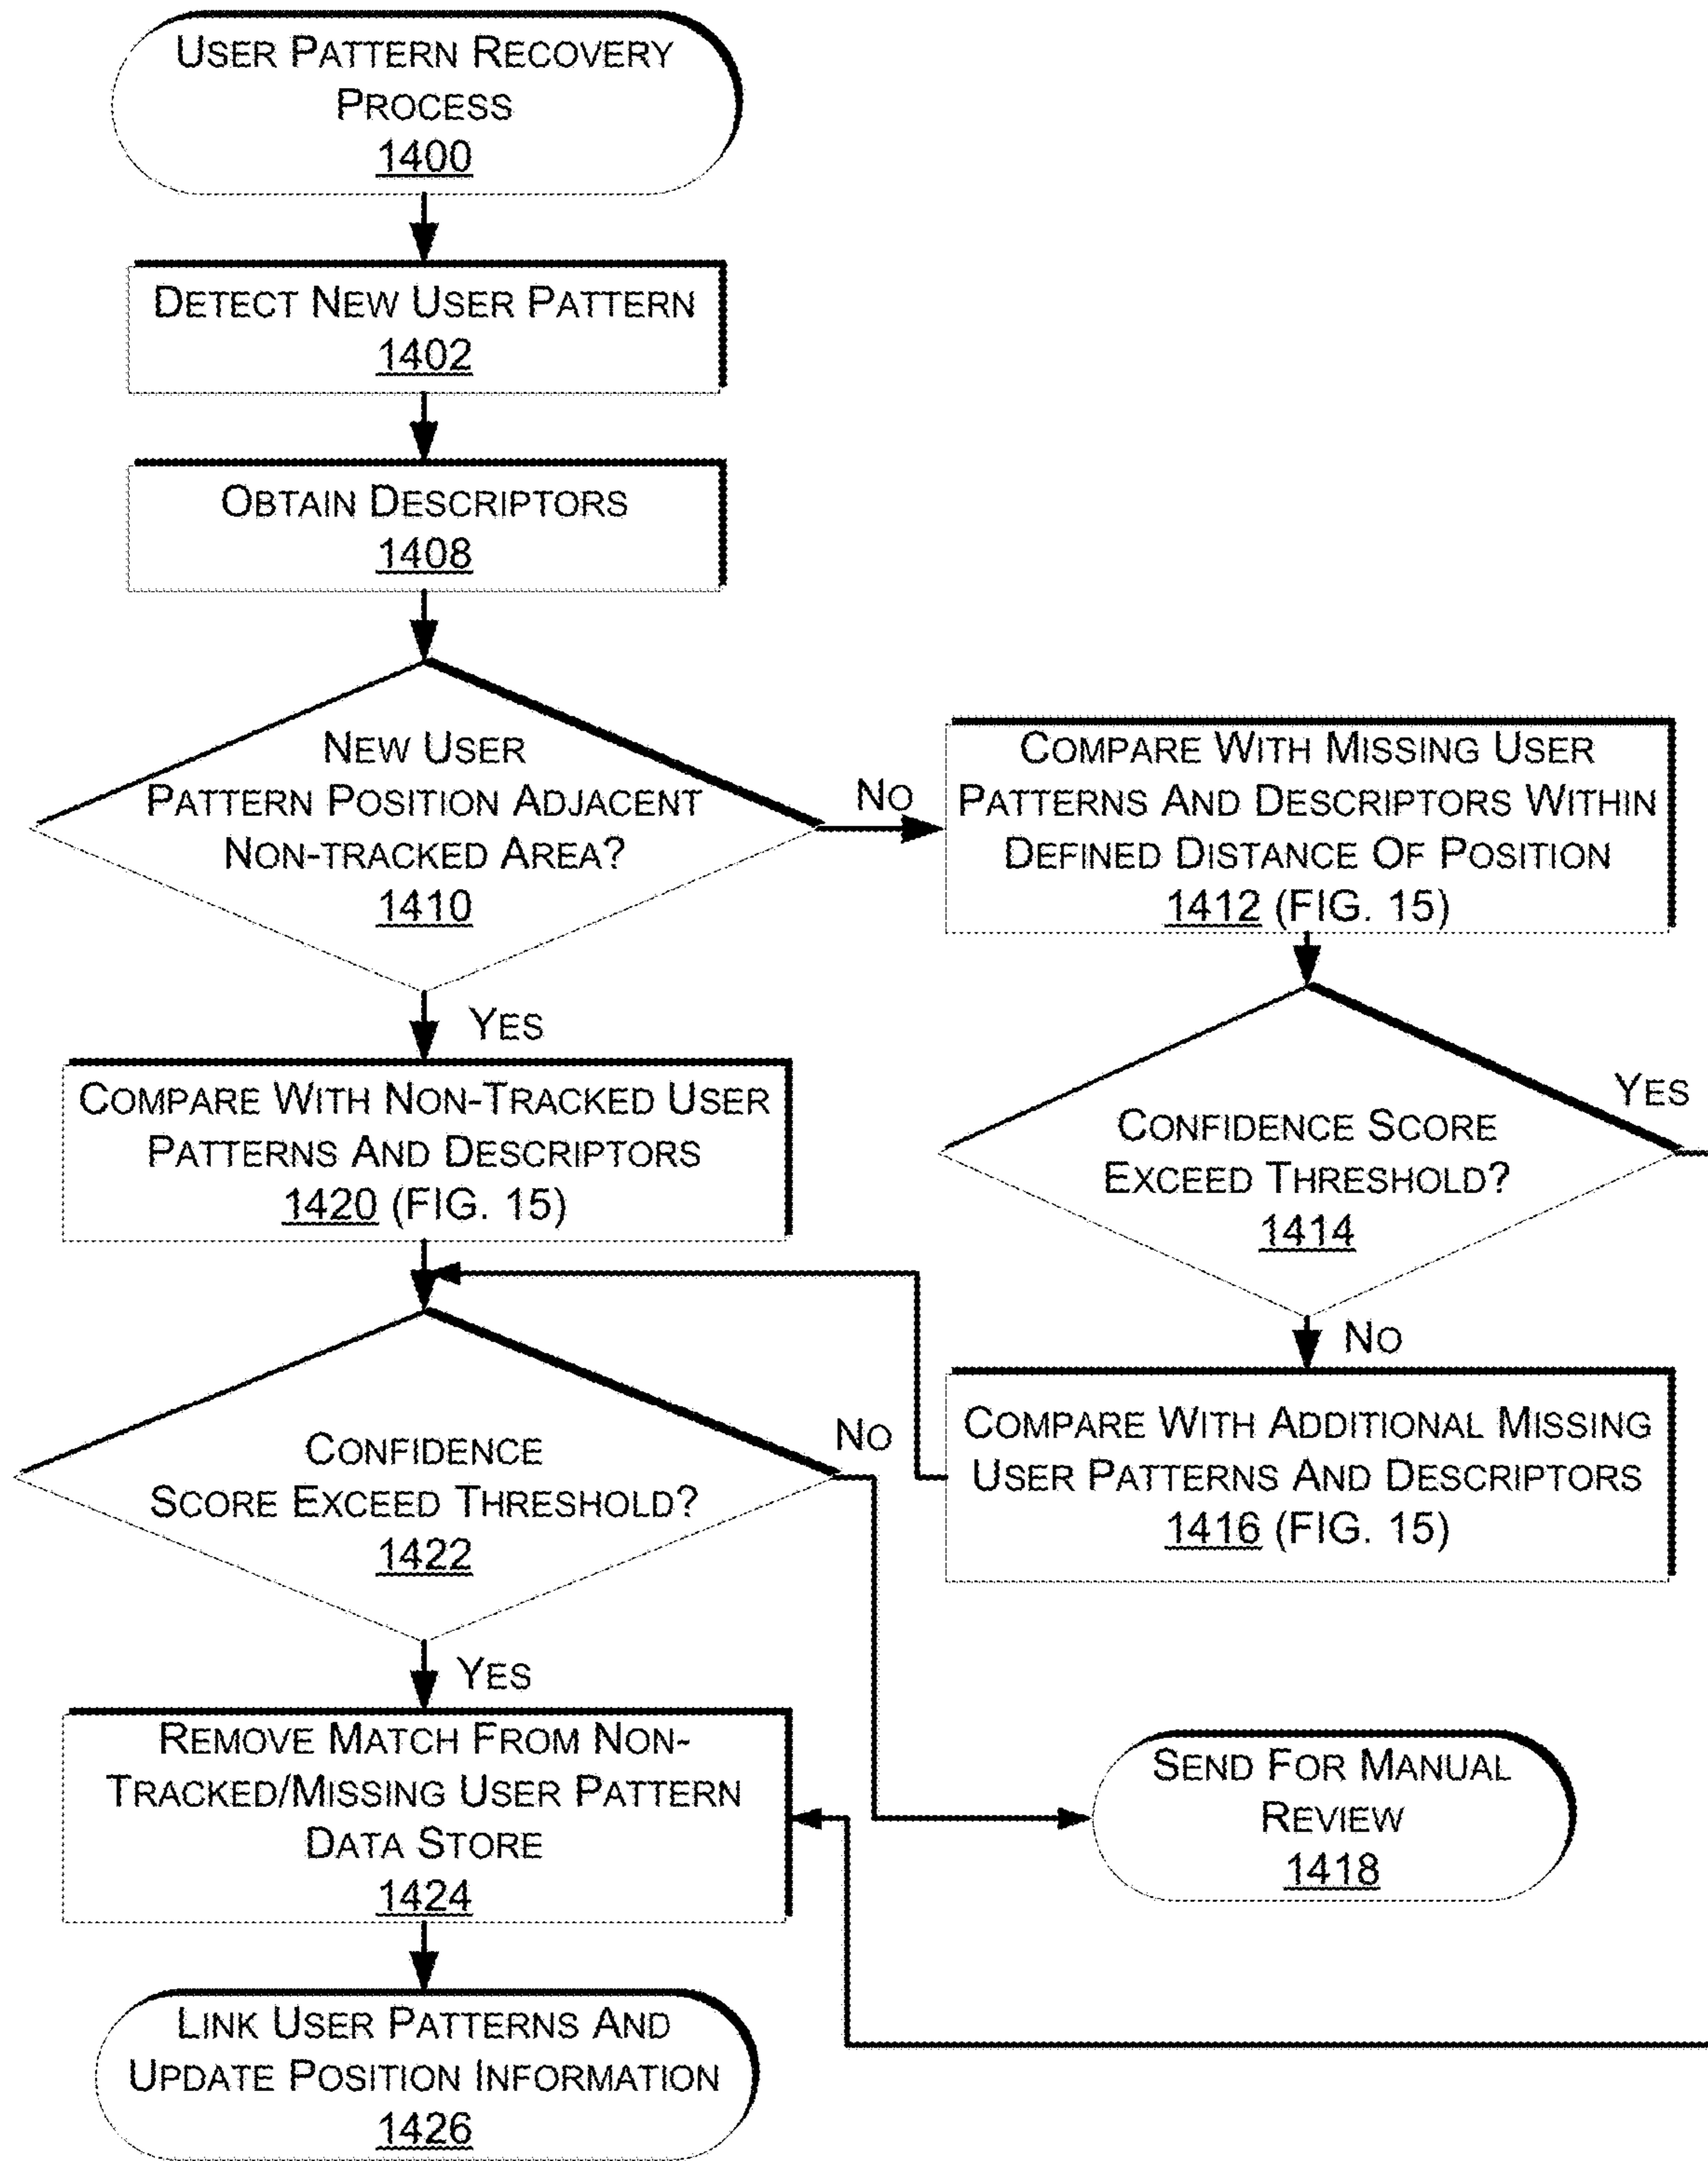 USER PATTERN RECOVERY
PROCESS
1400
DETECT NEW USER PATTERN
1402
OBTAIN DESCRIPTORS
1408
NEW USER
PATTERN POSITION ADJACENT
NON-TRACKED AREA?
1410
NO
COMPARE WITH MISSING USER
PATTERNS AND DESCRIPTORS WITHIN
DEFINED DISTANCE OF POSITION
1412 (FIG. 15)
YES
COMPARE WITH NON-TRACKED USER
PATTERNS AND DESCRIPTORS
1420 (FIG. 15)
YES
CONFIDENCE SCORE
EXCEED THRESHOLD?
1414
NO
COMPARE WITH ADDITIONAL MISSING
USER PATTERNS AND DESCRIPTORS
1416 (FIG. 15)
CONFIDENCE
SCORE EXCEED THRESHOLD?
1422
NO
YES
REMOVE MATCH FROM NON-
TRACKED/MISSING USER PATTERN
DATA STORE
1424
SEND FOR MANUAL
REVIEW
1418
LINK USER PATTERNS AND
UPDATE POSITION INFORMATION
1426